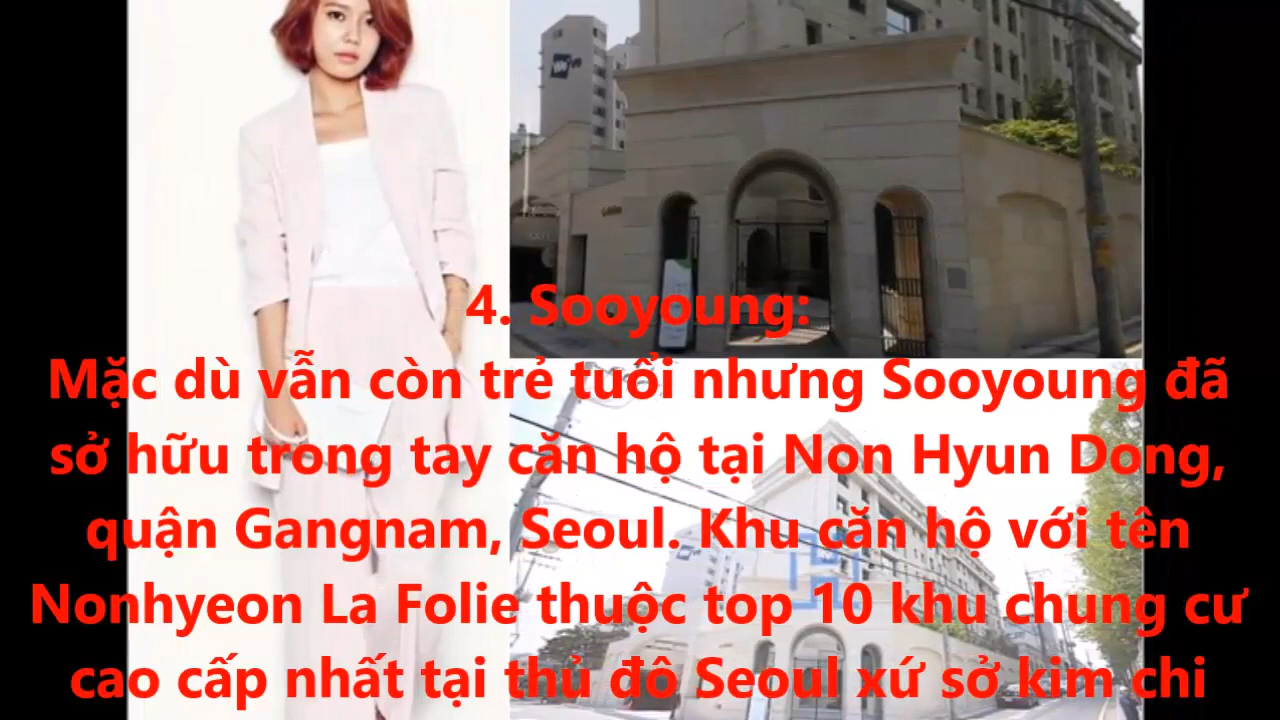 4. Sooyoung:
Mặc dù vẫn còn trẻ tuổi nhưng Sooyoung đã
sở hữu trong tay căn hộ tại Non Hyun Dong,
quận Gangnam, Seoul. Khu căn hộ với tên
Nonhyeon La Folie thuộc top 10 khu chung cư
cao cấp nhất tại thủ đô Seoul xứ sở kim chi